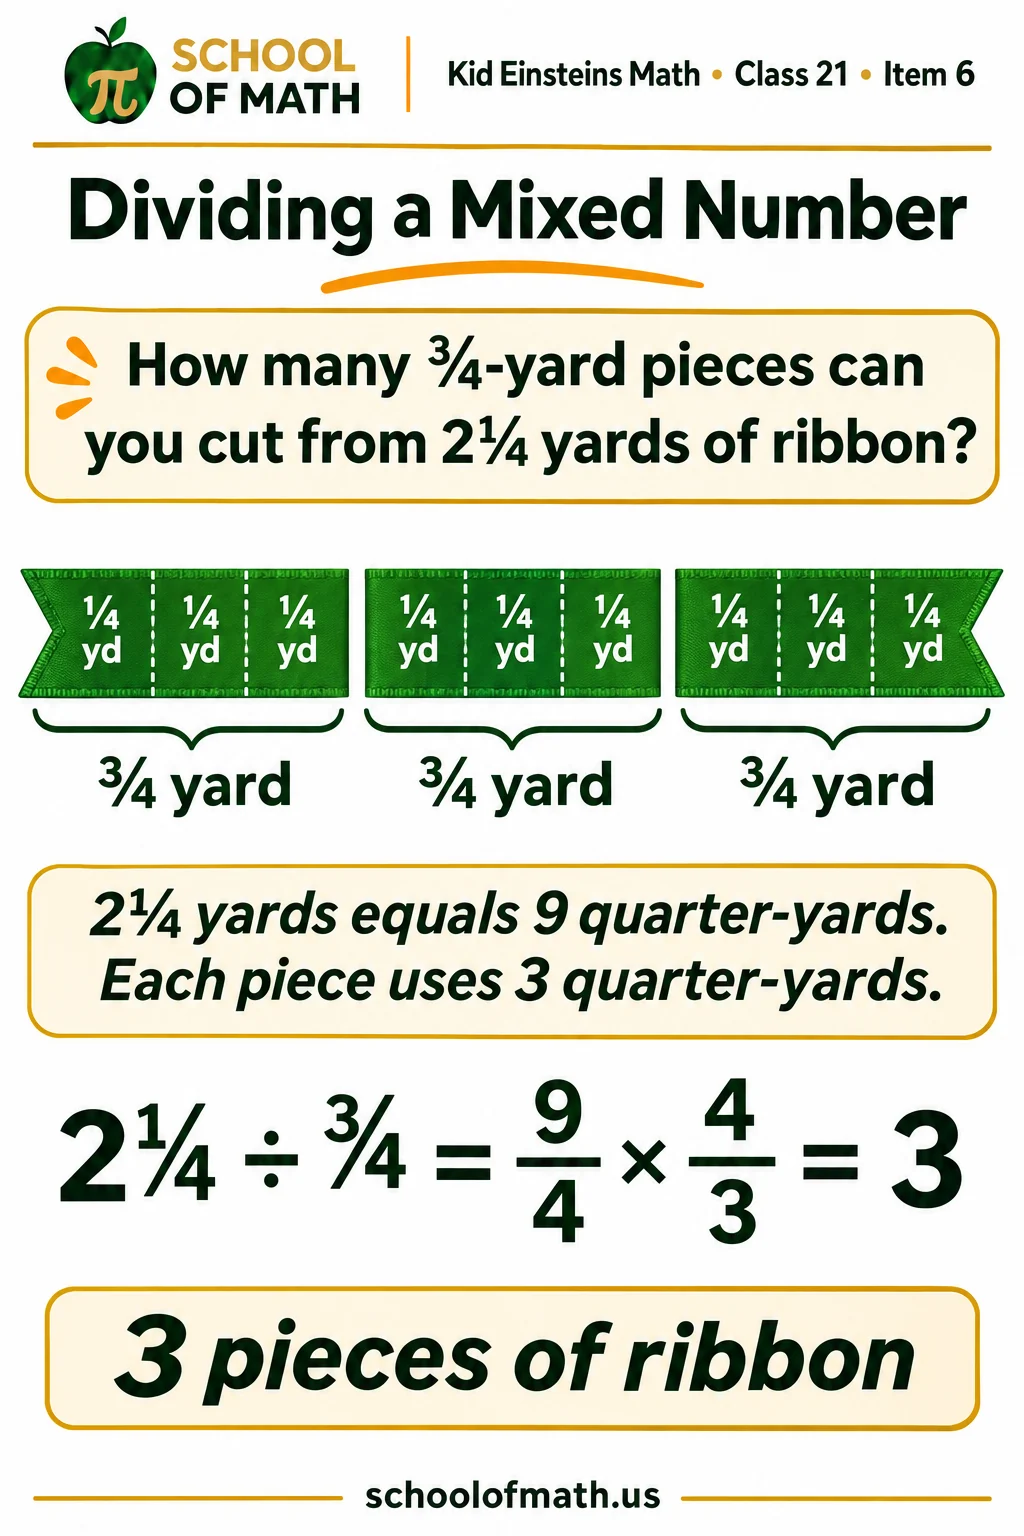 SCHOOL
OF MATH
Kid Einsteins Math • Class 21 • Item 6
Dividing a Mixed Number
How many ¾-yard pieces can
you cut from 2¼ yards of ribbon?
¼ yd ¼ yd ¼ yd ¼ yd ¼ yd ¼ yd ¼ yd ¼ yd ¼ yd
¾ yard ¾ yard ¾ yard
2¼ yards equals 9 quarter-yards.
Each piece uses 3 quarter-yards.
2¼ ÷ ¾ = 9/4 × 4/3 = 3
3 pieces of ribbon
schoolofmath.us